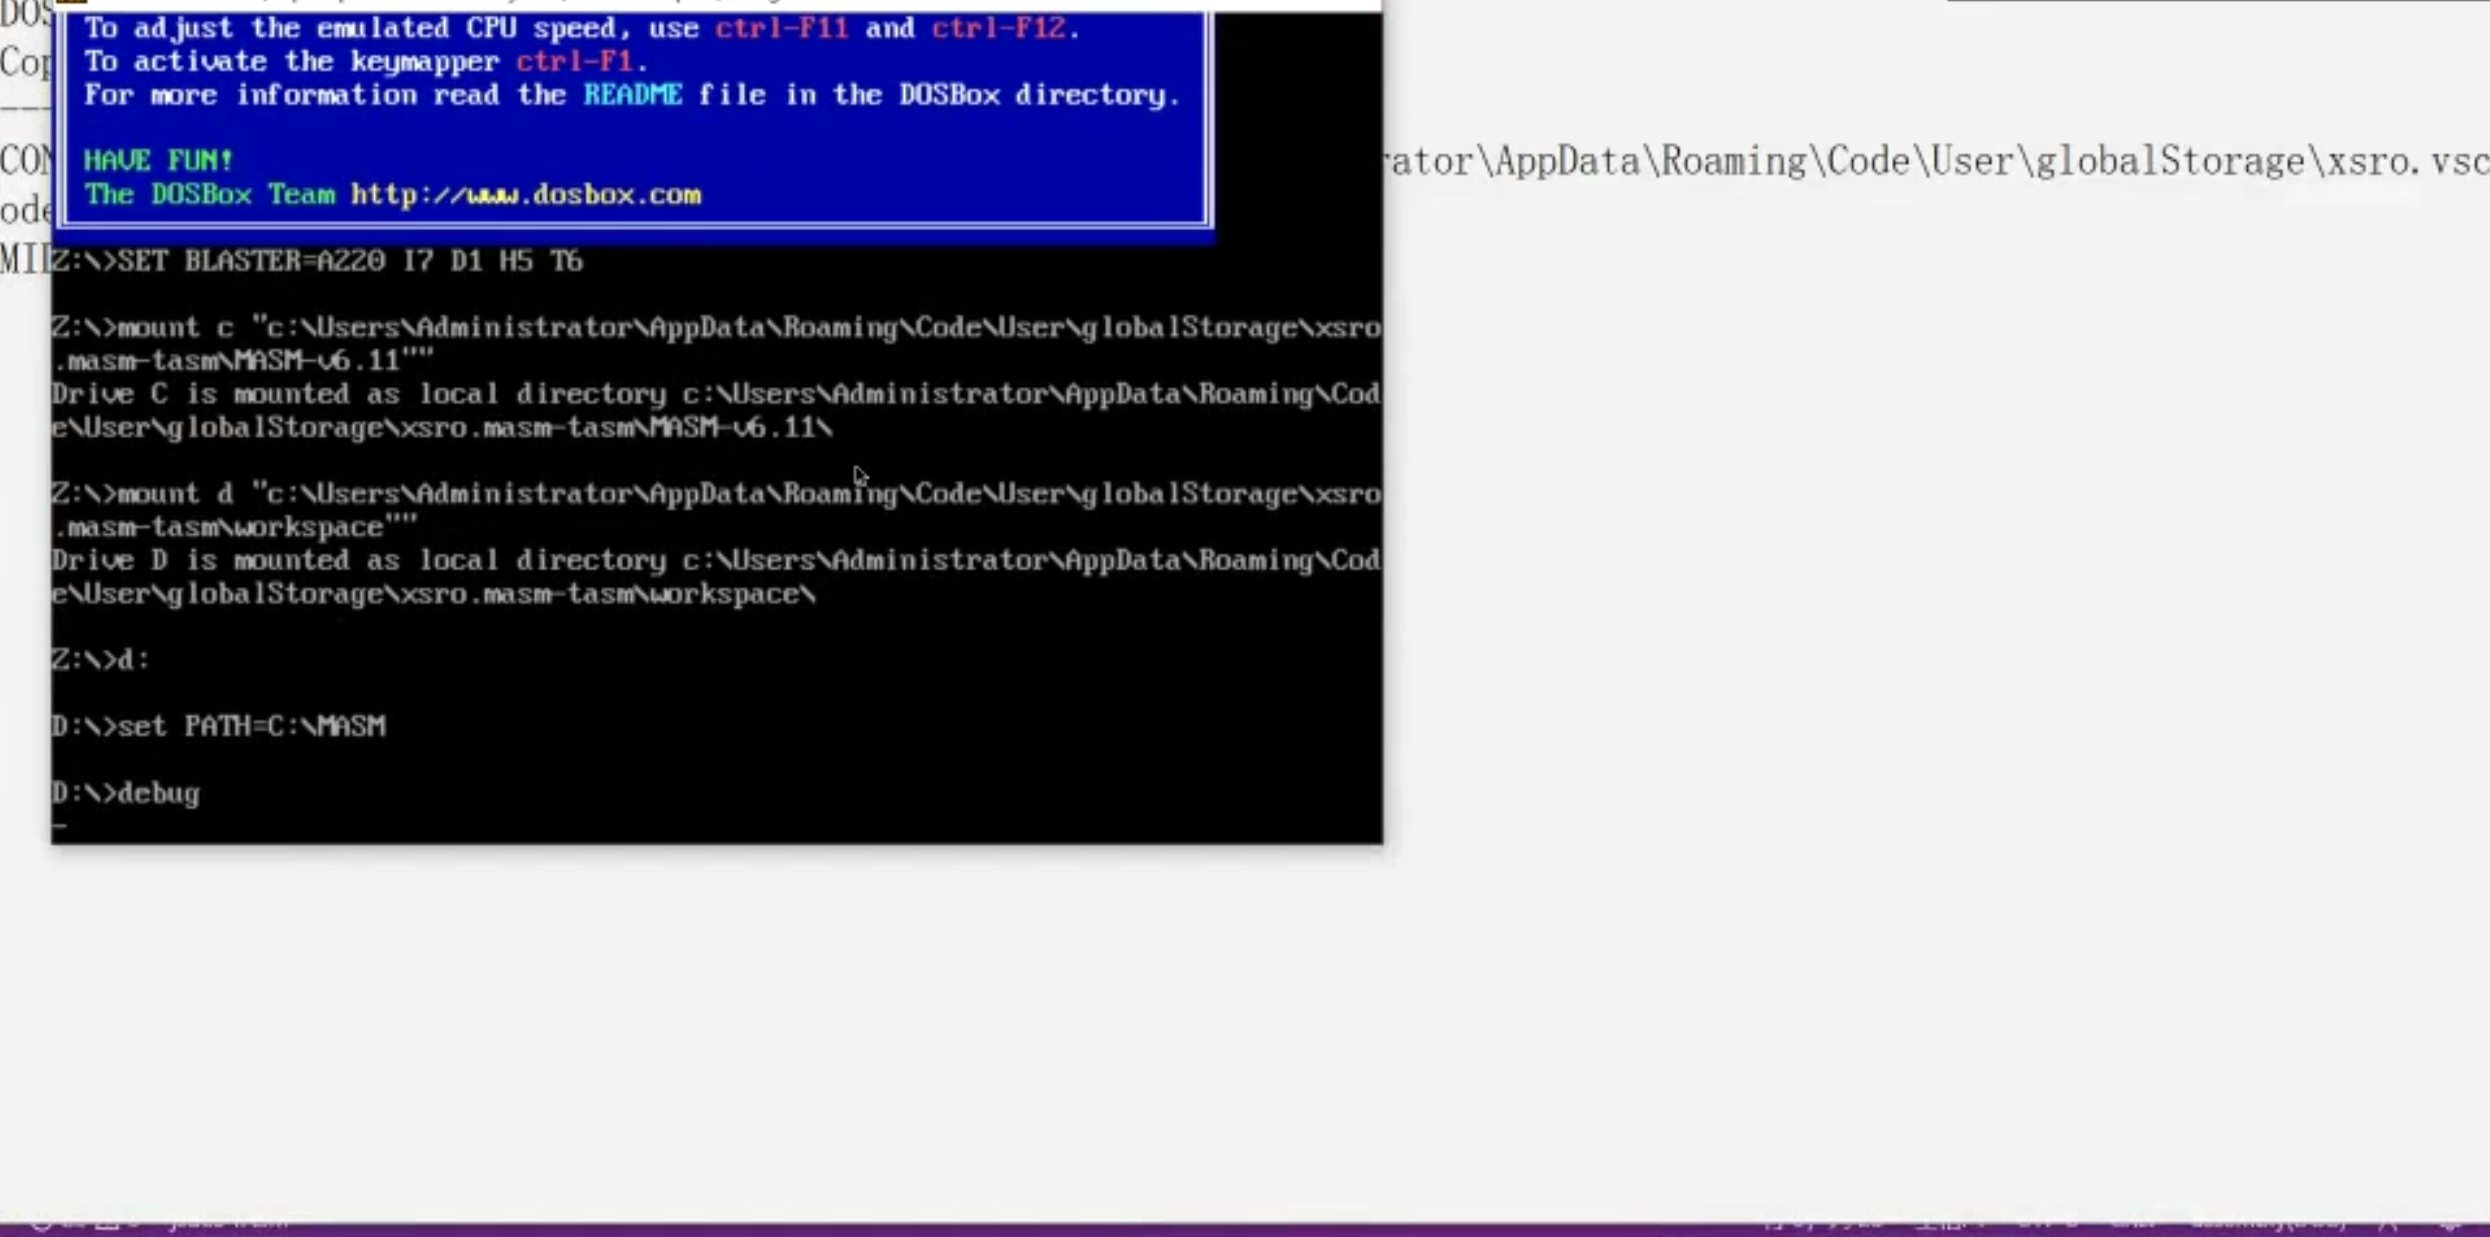 DOS
To adjust the emulated CPU speed, use ctrl-F11 and ctrl-F12.
Cop
To activate the keymapper ctrl-F1.
For more information read the README file in the DOSBox directory.
---
CON
HAVE FUN!
rator\AppData\Roaming\Code\User\globalStorage\xsro.vsc
ode
The DOSBox Team http://www.dosbox.com
MID
Z:\>SET BLASTER=A220 I7 D1 H5 T6
Z:\>mount c "c:\Users\Administrator\AppData\Roaming\Code\User\globalStorage\xsro
.masm-tasm\MASM-v6.11""
Drive C is mounted as local directory c:\Users\Administrator\AppData\Roaming\Cod
e\User\globalStorage\xsro.masm-tasm\MASM-v6.11\
Z:\>mount d "c:\Users\Administrator\AppData\Roaming\Code\User\globalStorage\xsro
.masm-tasm\workspace""
Drive D is mounted as local directory c:\Users\Administrator\AppData\Roaming\Cod
e\User\globalStorage\xsro.masm-tasm\workspace\
Z:\>d:
D:\>set PATH=C:\MASM
D:\>debug